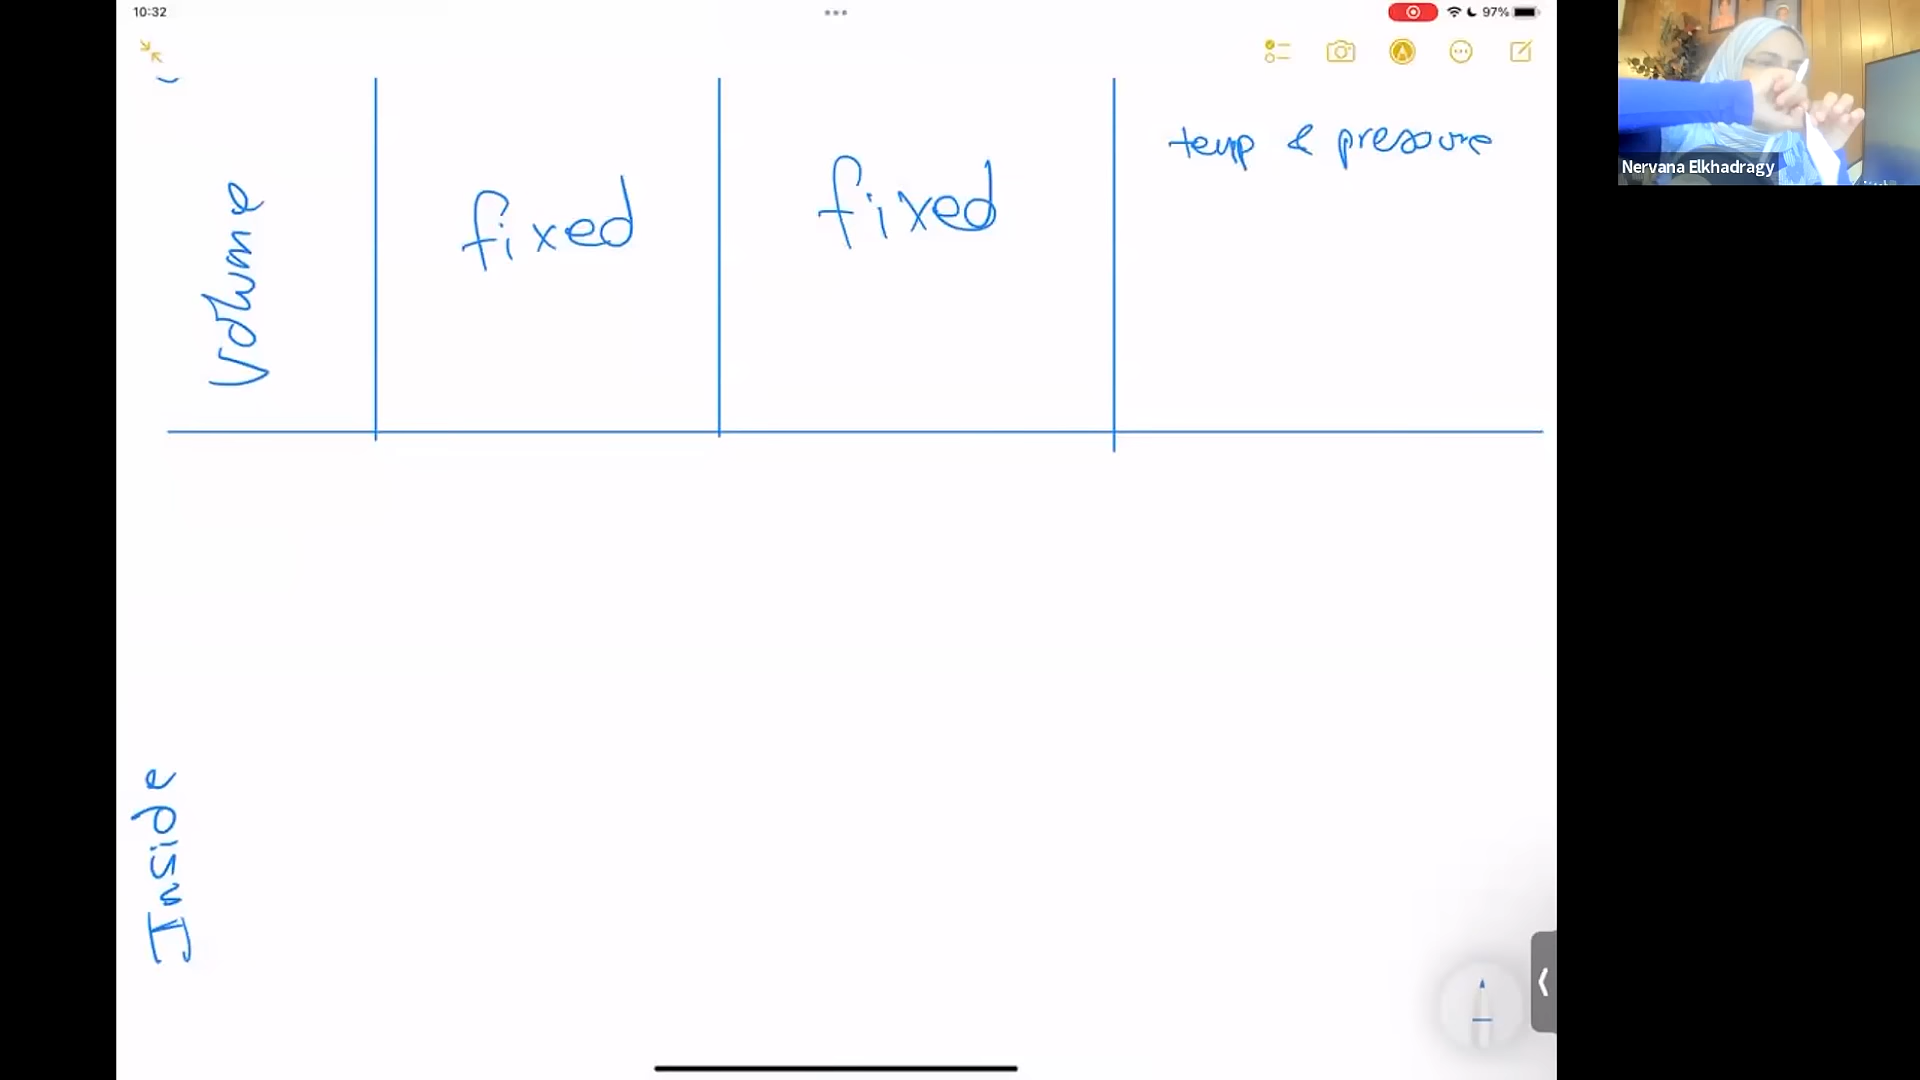 10:32
97%
temp & pressure
Volume
fixed
fixed
Inside
Nervana Elkhadragy